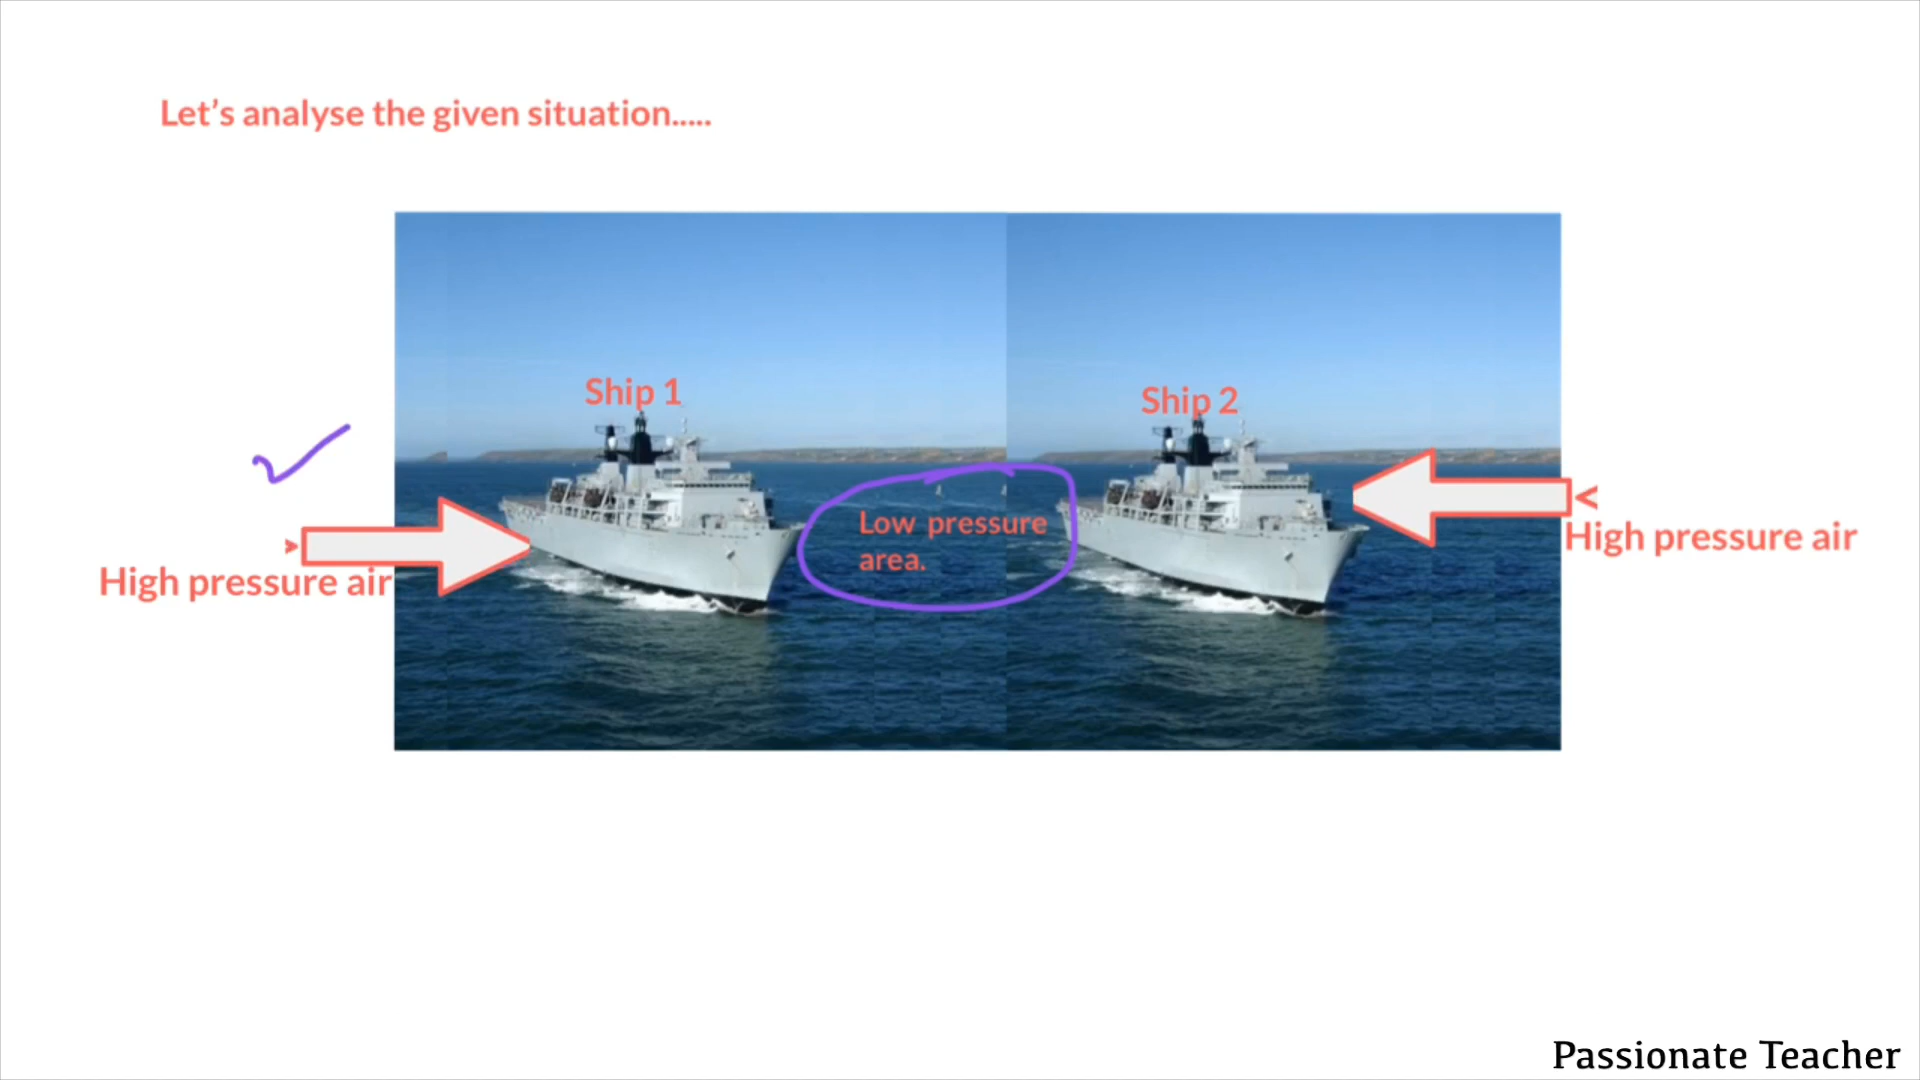 Let's analyse the given situation.....
Ship 1
Ship 2
Low pressure
area.
High pressure air
High pressure air
Passionate Teacher